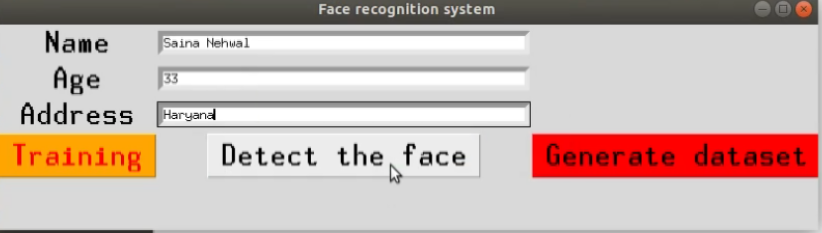 Face recognition system
Name Saina Nehwal
Age 33
Address Haryana
Training Detect the face Generate dataset